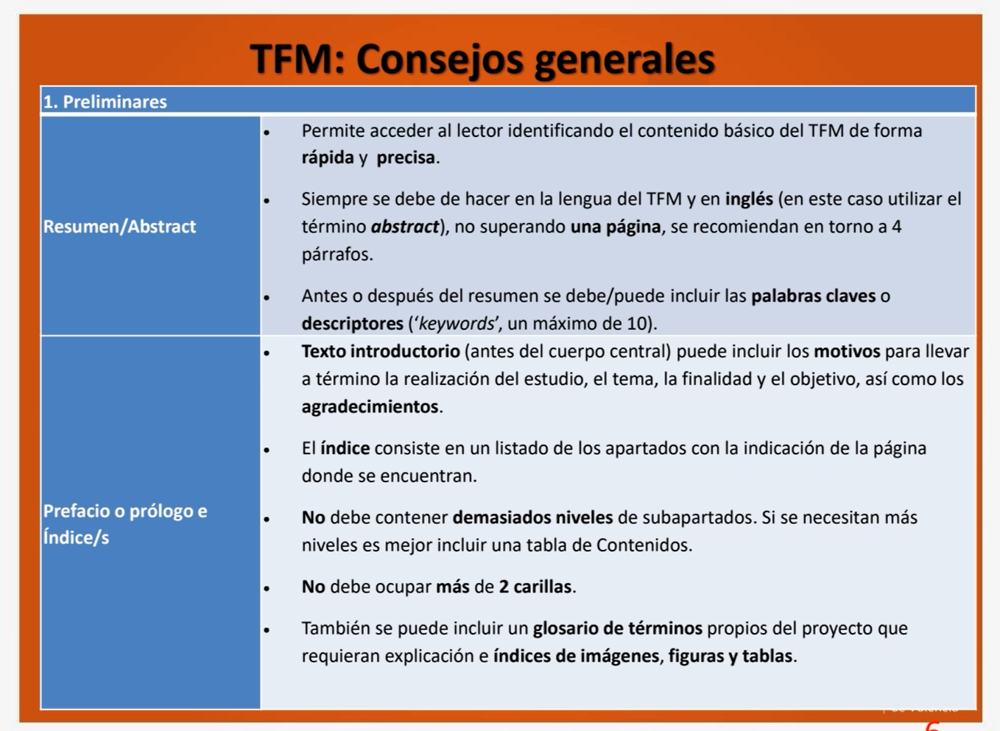 TFM: Consejos generales
1. Preliminares
Resumen/Abstract
• Permite acceder al lector identificando el contenido básico del TFM de forma
rápida y precisa.
• Siempre se debe de hacer en la lengua del TFM y en inglés (en este caso utilizar el
término abstract), no superando una página, se recomiendan en torno a 4
párrafos.
• Antes o después del resumen se debe/puede incluir las palabras claves o
descriptores (‘keywords’, un máximo de 10).
Prefacio o prólogo e
Índice/s
• Texto introductorio (antes del cuerpo central) puede incluir los motivos para llevar
a término la realización del estudio, el tema, la finalidad y el objetivo, así como los
agradecimientos.
• El índice consiste en un listado de los apartados con la indicación de la página
donde se encuentran.
• No debe contener demasiados niveles de subapartados. Si se necesitan más
niveles es mejor incluir una tabla de Contenidos.
• No debe ocupar más de 2 carillas.
• También se puede incluir un glosario de términos propios del proyecto que
requieran explicación e índices de imágenes, figuras y tablas.